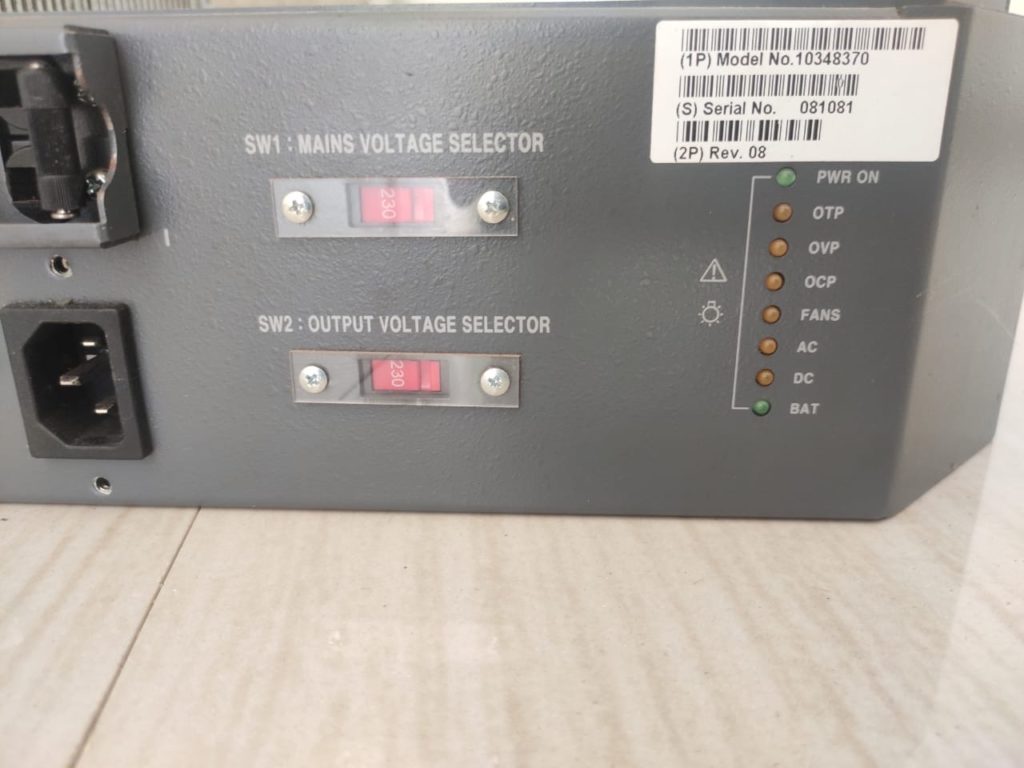 (1P) Model No.10348370
(S) Serial No. 081081
(2P) Rev. 08
SW1 : MAINS VOLTAGE SELECTOR
230
SW2 : OUTPUT VOLTAGE SELECTOR
230
PWR ON
OTP
OVP
OCP
FANS
AC
DC
BAT